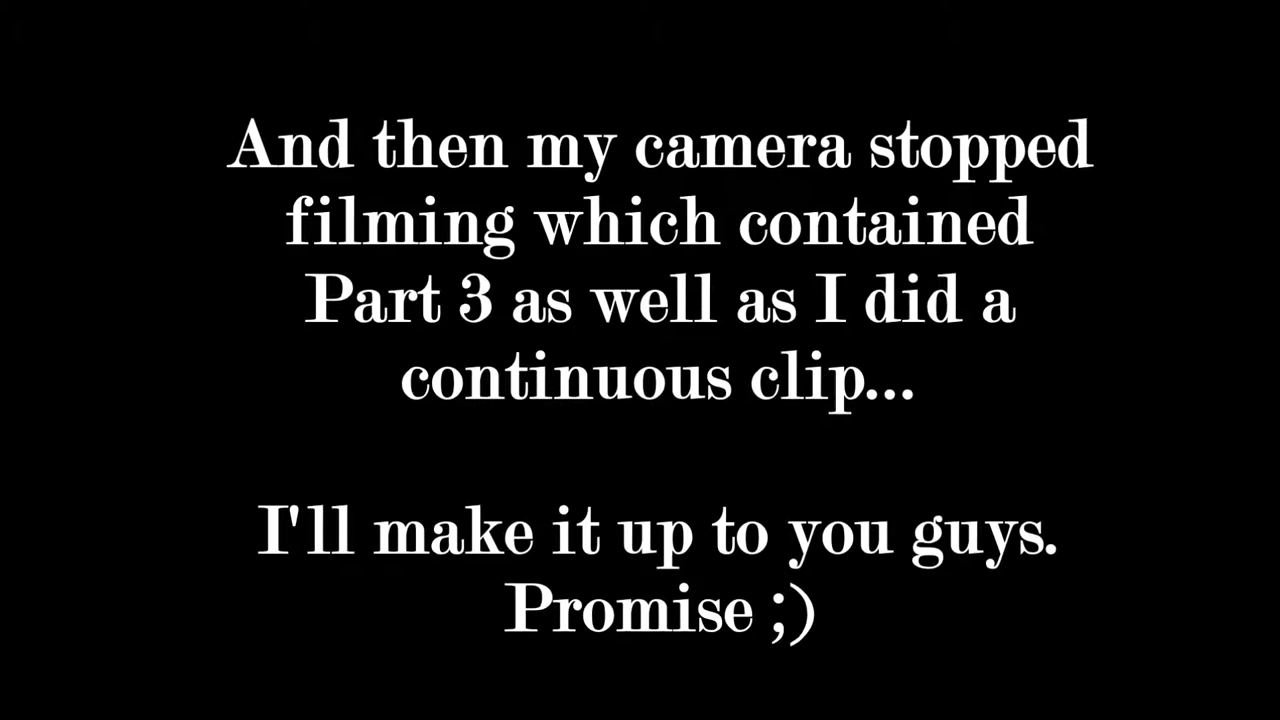 And then my camera stopped
filming which contained
Part 3 as well as I did a
continuous clip...
I'll make it up to you guys.
Promise ;)